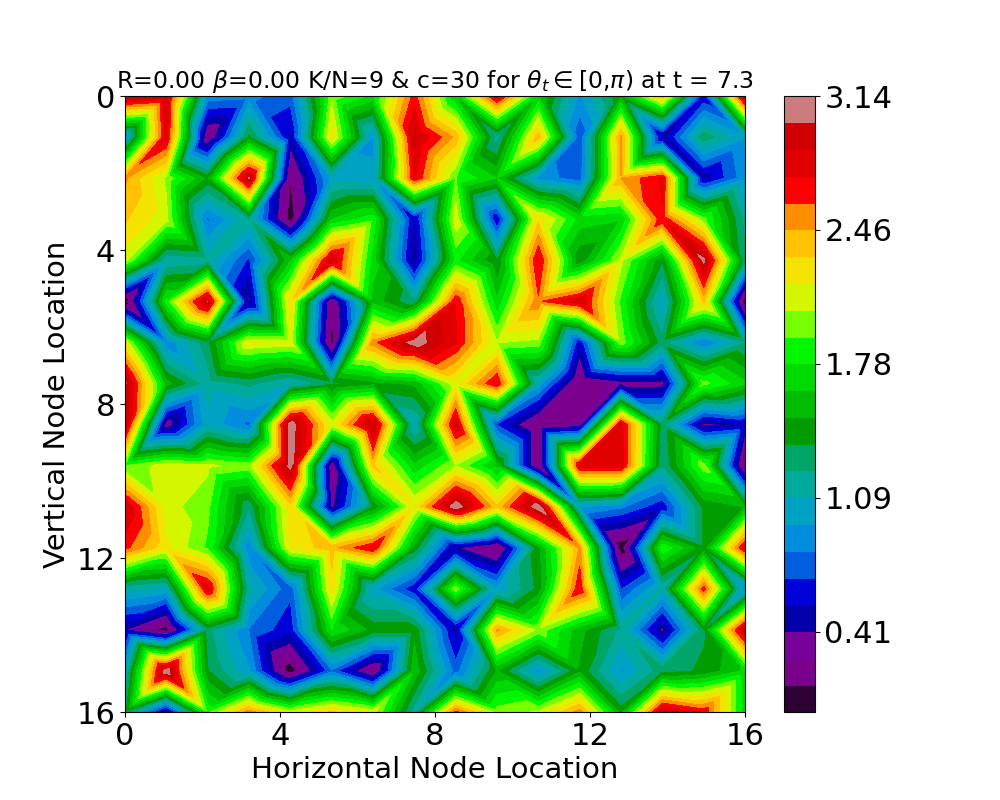 R=0.00 β=0.00 K/N=9 & c=30 for θₜ∈[0,π) at t = 7.3
0
4
8
12
16
Vertical Node Location
0 4 8 12 16
Horizontal Node Location
3.14
2.46
1.78
1.09
0.41